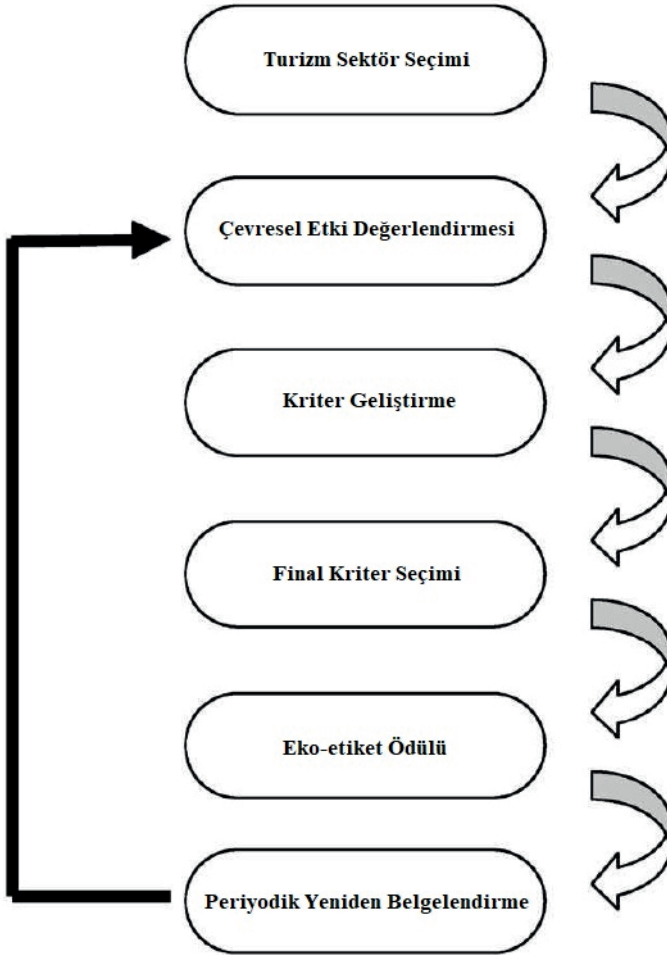 Turizm Sektör Seçimi
Çevresel Etki Değerlendirmesi
Kriter Geliştirme
Final Kriter Seçimi
Eko-etiket Ödülü
Periyodik Yeniden Belgelendirme